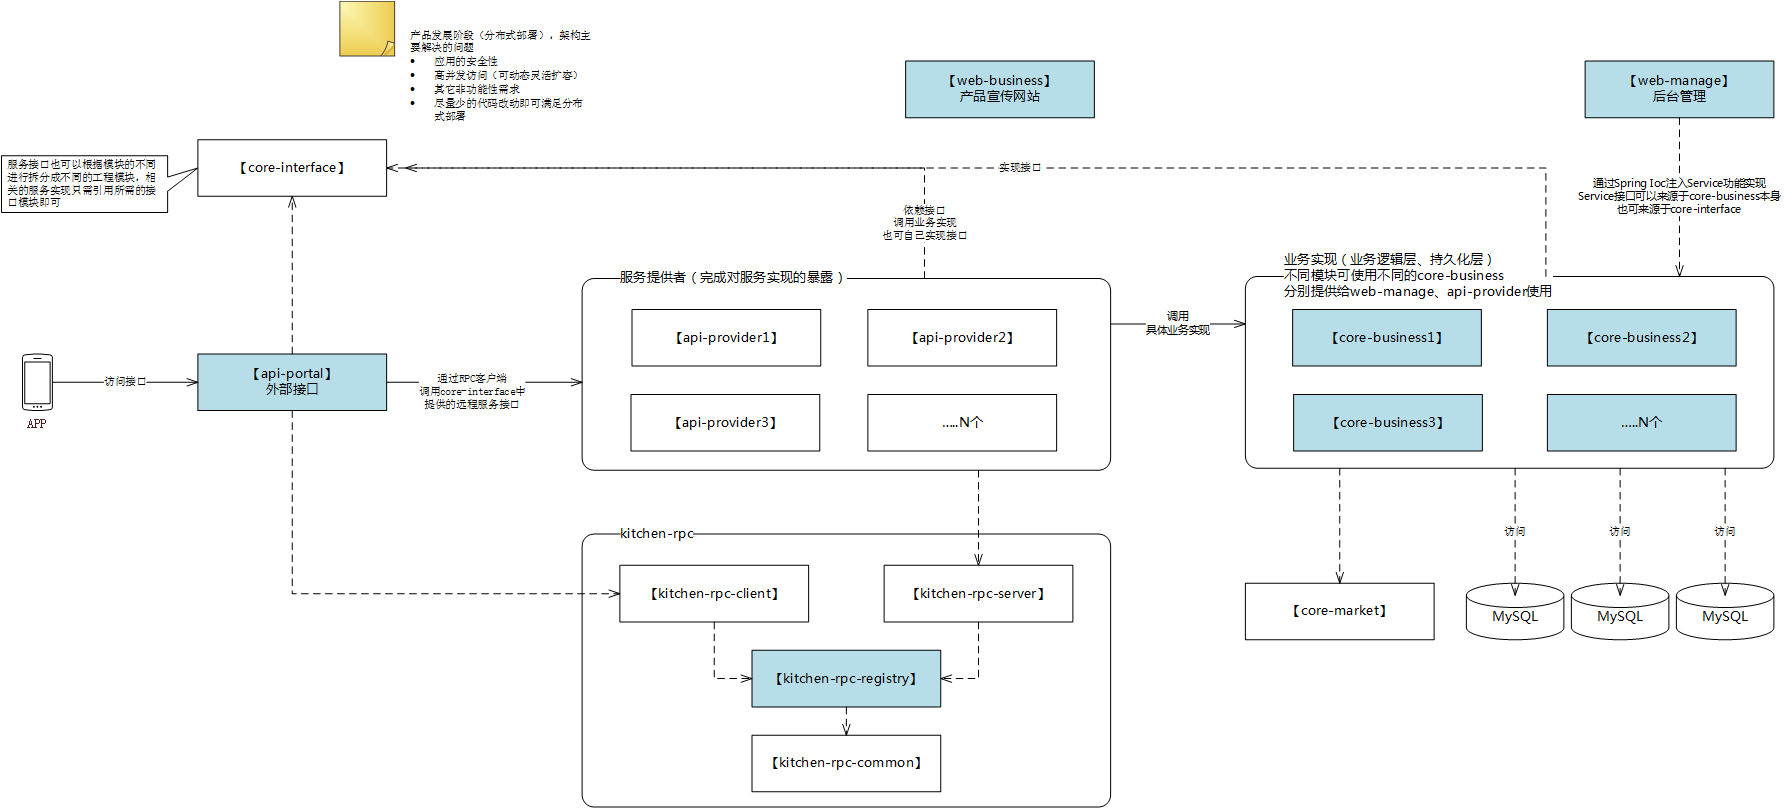 产品发展阶段（分布式部署），架构主
要解决的问题
• 应用的安全性
• 高并发访问（可动态灵活扩容）
• 其它非功能性需求
• 尽量少的代码改动即可满足分布
式部署
【web-business】
产品宣传网站
【web-manage】
后台管理
服务接口也可以根据模块的不同
进行拆分成不同的工程模块，相
关的服务实现只需引用所需的接
口模块即可
【core-interface】
实现接口
通过Spring Ioc注入Service功能实现
Service接口可以来源于core-business本身
也可来源于core-interface
依赖接口
调用业务实现
也可自己实现接口
服务提供者（完成对服务实现的暴露）
业务实现（业务逻辑层、持久化层）
不同模块可使用不同的core-business
分别提供给web-manage、api-provider使用
【api-provider1】
【api-provider2】
调用
具体业务实现
【core-business1】
【core-business2】
APP
访问接口
【api-portal】
外部接口
通过RPC客户端
调用core-interface中
提供的远程服务接口
【api-provider3】
.....N个
【core-business3】
.....N个
kitchen-rpc
访问
访问
访问
【kitchen-rpc-client】
【kitchen-rpc-server】
【core-market】
MySQL
MySQL
MySQL
【kitchen-rpc-registry】
【kitchen-rpc-common】